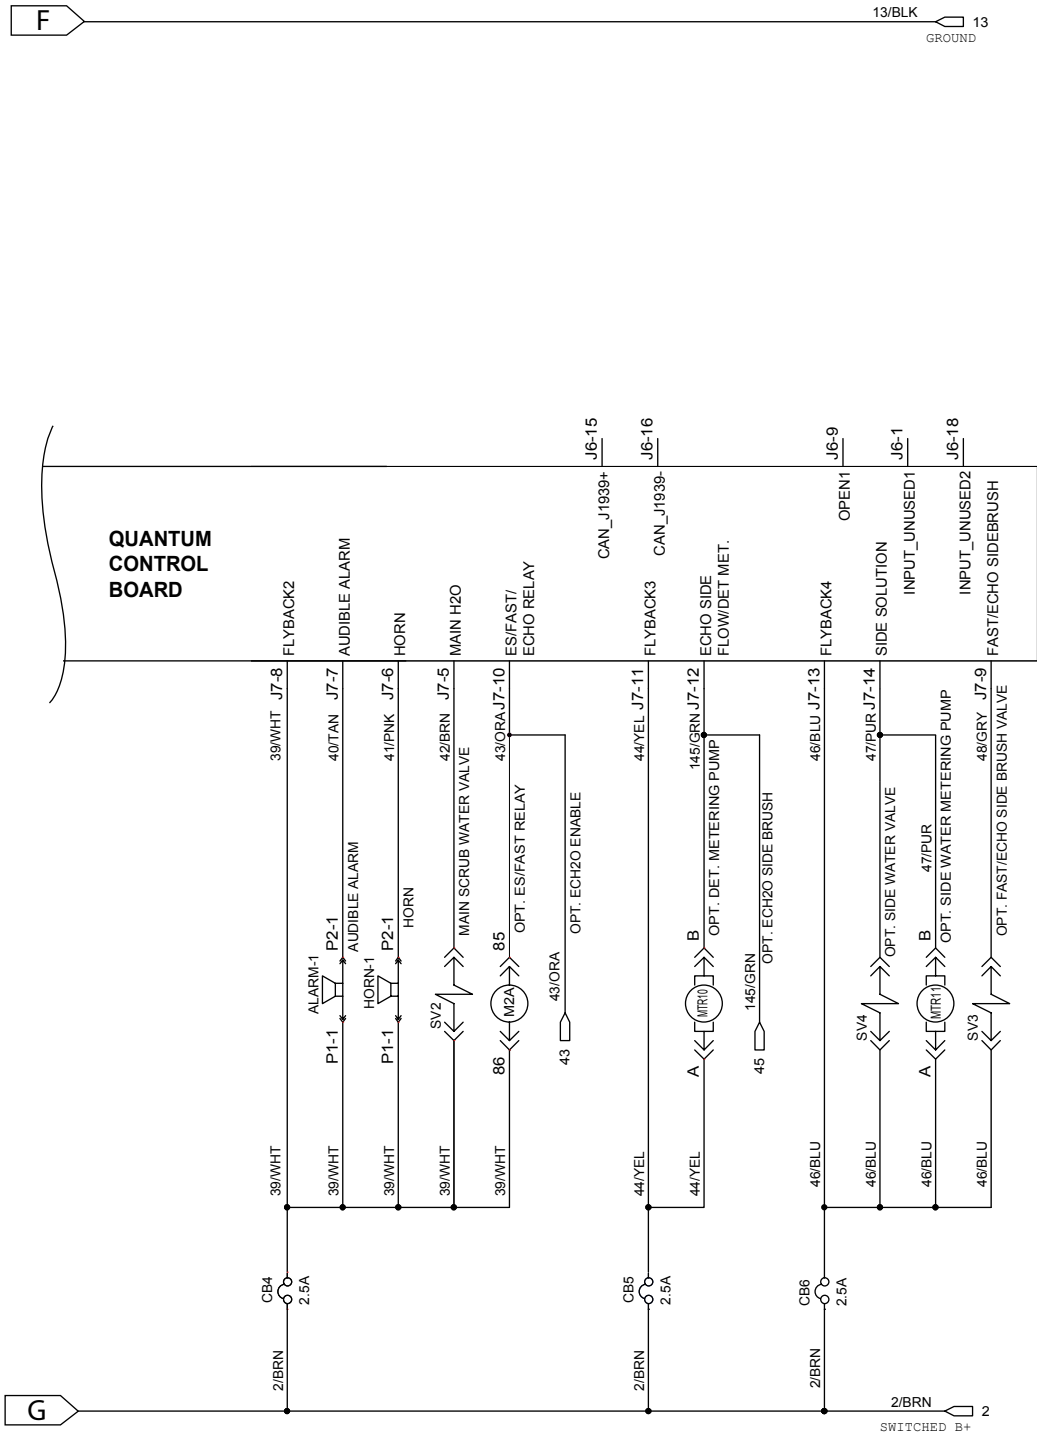 F
13/BLK
13
GROUND
QUANTUM
CONTROL
BOARD
J6-15
J6-16
J6-9
J6-1
J6-18
CAN_J1939+
CAN_J1939-
OPEN1
INPUT_UNUSED1
INPUT_UNUSED2
FLYBACK2
AUDIBLE ALARM
HORN
MAIN H2O
ES/FAST/
ECHO RELAY
FLYBACK3
ECHO SIDE
FLOW/DET MET.
FLYBACK4
SIDE SOLUTION
FAST/ECHO SIDEBRUSH
39/WHT J7-8
40/TAN J7-7
41/PNK J7-6
42/BRN J7-5
43/ORA J7-10
44/YEL J7-11
145/GRN J7-12
46/BLU J7-13
47/PUR J7-14
48/GRY J7-9
ALARM-1
P1-1
P2-1
AUDIBLE ALARM
HORN-1
P1-1
P2-1
HORN
SV2
MAIN SCRUB WATER VALVE
86
M2A
85
OPT. ES/FAST RELAY
43
43/ORA
OPT. ECH2O ENABLE
A
MTR10
B
OPT. DET. METERING PUMP
45
145/GRN
OPT. ECH2O SIDE BRUSH
SV4
OPT. SIDE WATER VALVE
A
MTR11
B
47/PUR
OPT. SIDE WATER METERING PUMP
SV3
OPT. FAST/ECHO SIDE BRUSH VALVE
39/WHT
39/WHT
39/WHT
39/WHT
39/WHT
44/YEL
44/YEL
46/BLU
46/BLU
46/BLU
46/BLU
CB4
2.5A
CB5
2.5A
CB6
2.5A
2/BRN
2/BRN
2/BRN
G
2/BRN
2
SWITCHED B+